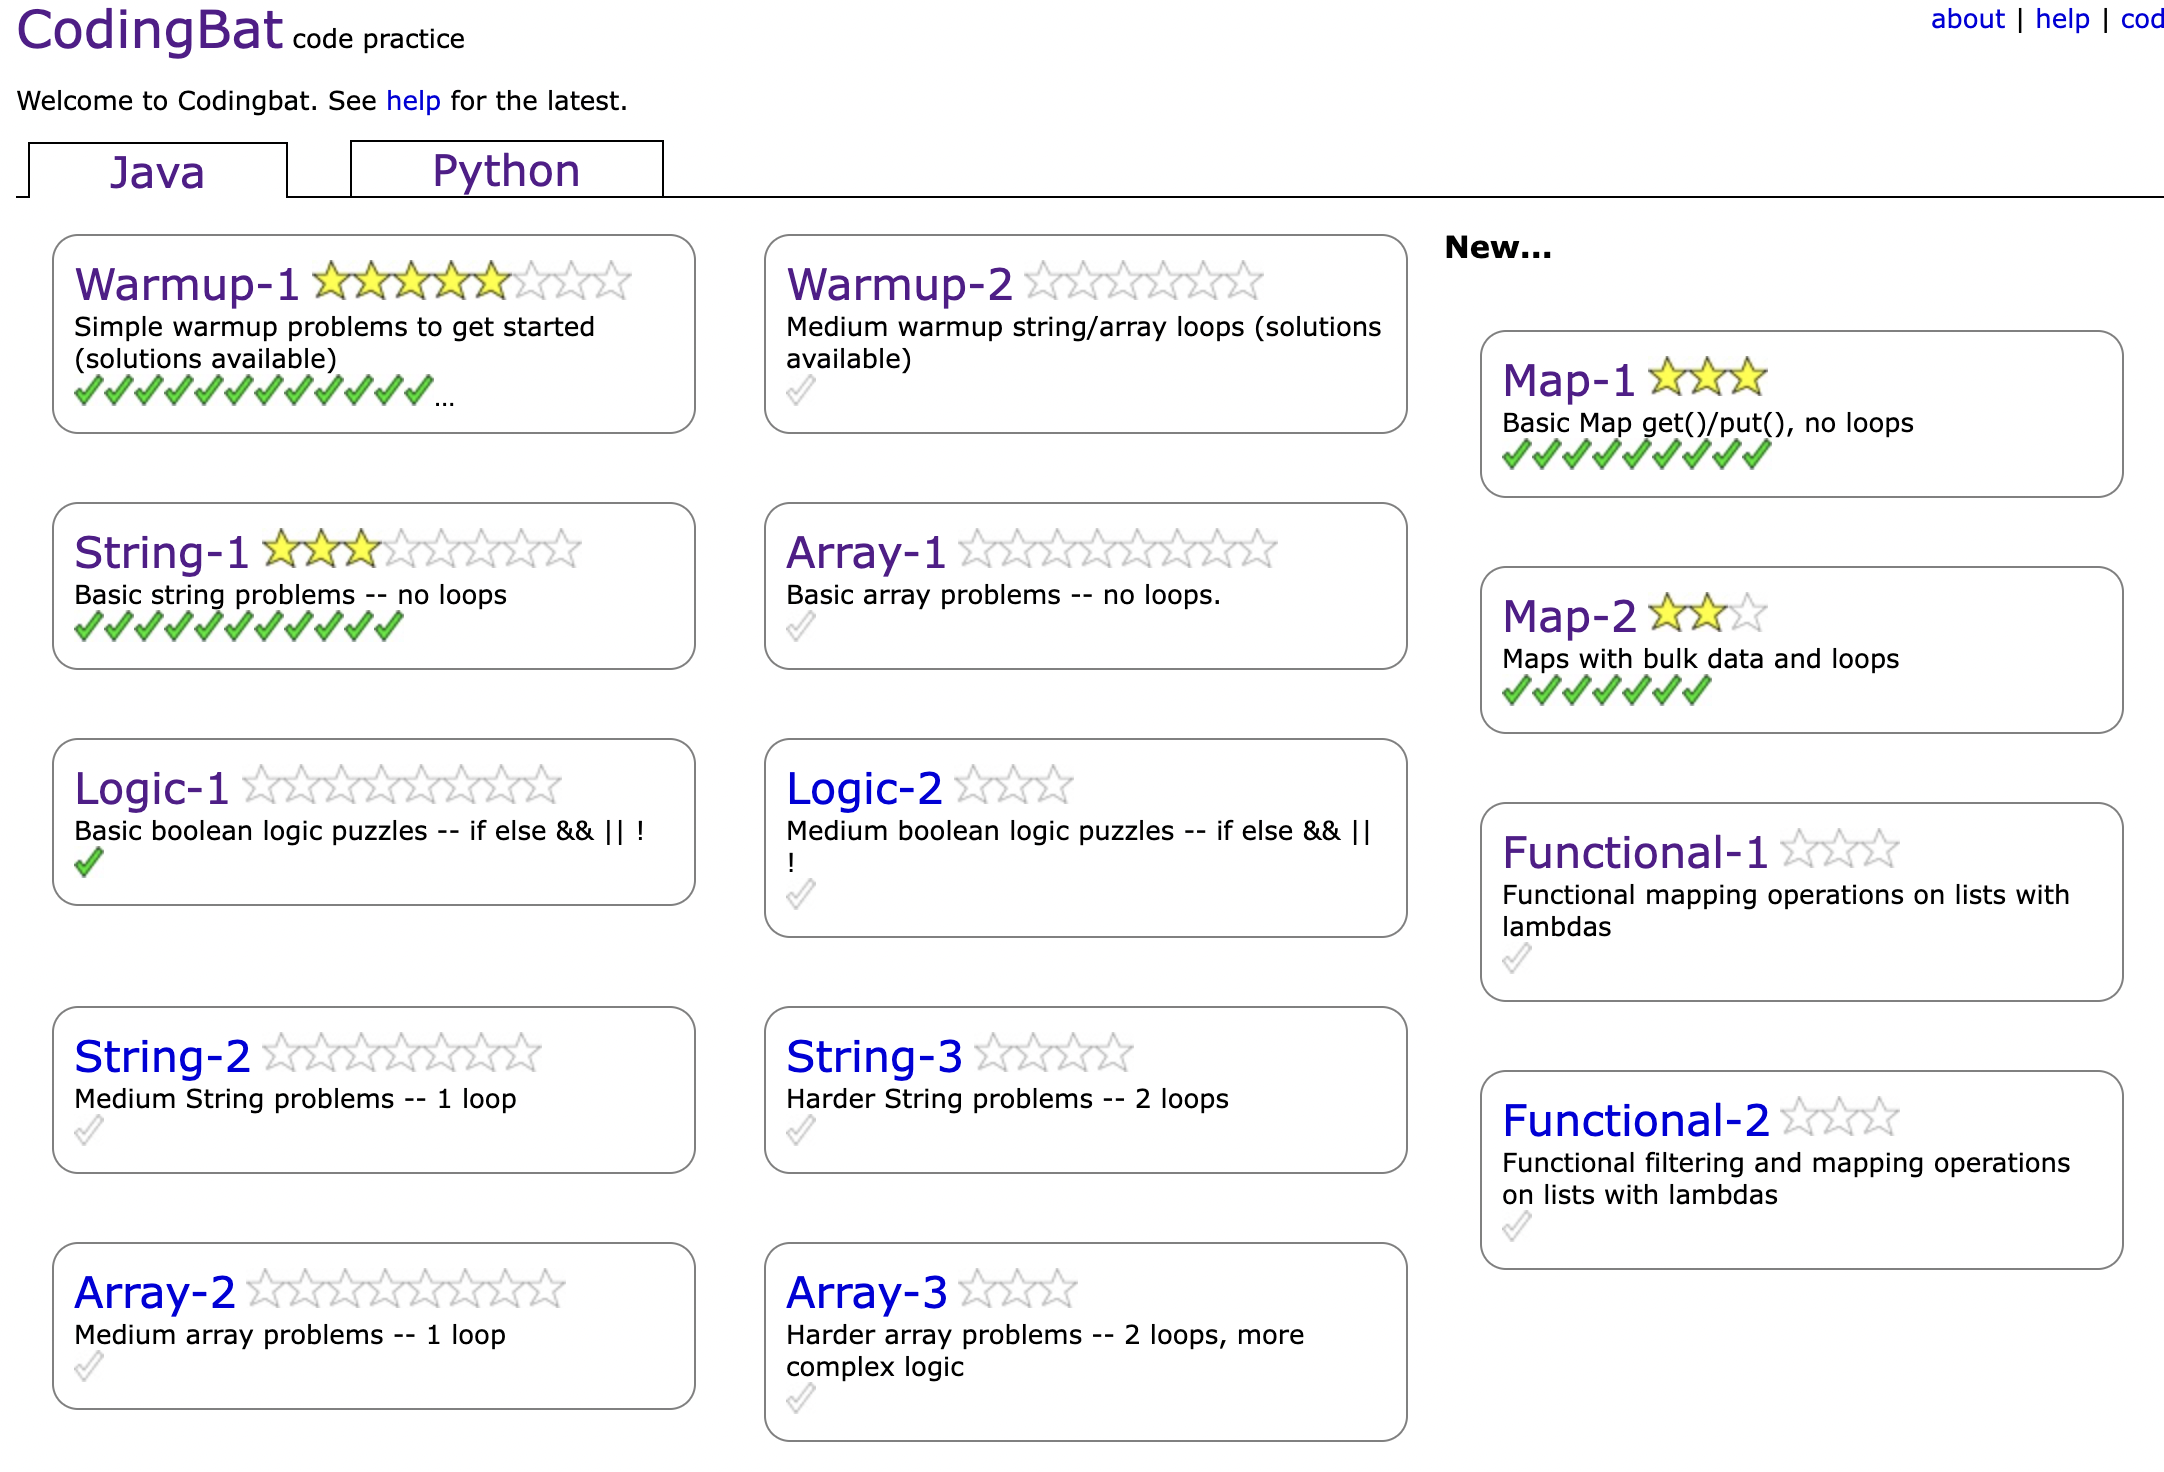 CodingBat code practice
about | help | cod
Welcome to Codingbat. See help for the latest.
Java
Python
Warmup-1
Simple warmup problems to get started
(solutions available)
...
Warmup-2
Medium warmup string/array loops (solutions
available)
String-1
Basic string problems -- no loops
Array-1
Basic array problems -- no loops.
Logic-1
Basic boolean logic puzzles -- if else && || !
Logic-2
Medium boolean logic puzzles -- if else && ||
!
String-2
Medium String problems -- 1 loop
String-3
Harder String problems -- 2 loops
Array-2
Medium array problems -- 1 loop
Array-3
Harder array problems -- 2 loops, more
complex logic
New...
Map-1
Basic Map get()/put(), no loops
Map-2
Maps with bulk data and loops
Functional-1
Functional mapping operations on lists with
lambdas
Functional-2
Functional filtering and mapping operations
on lists with lambdas